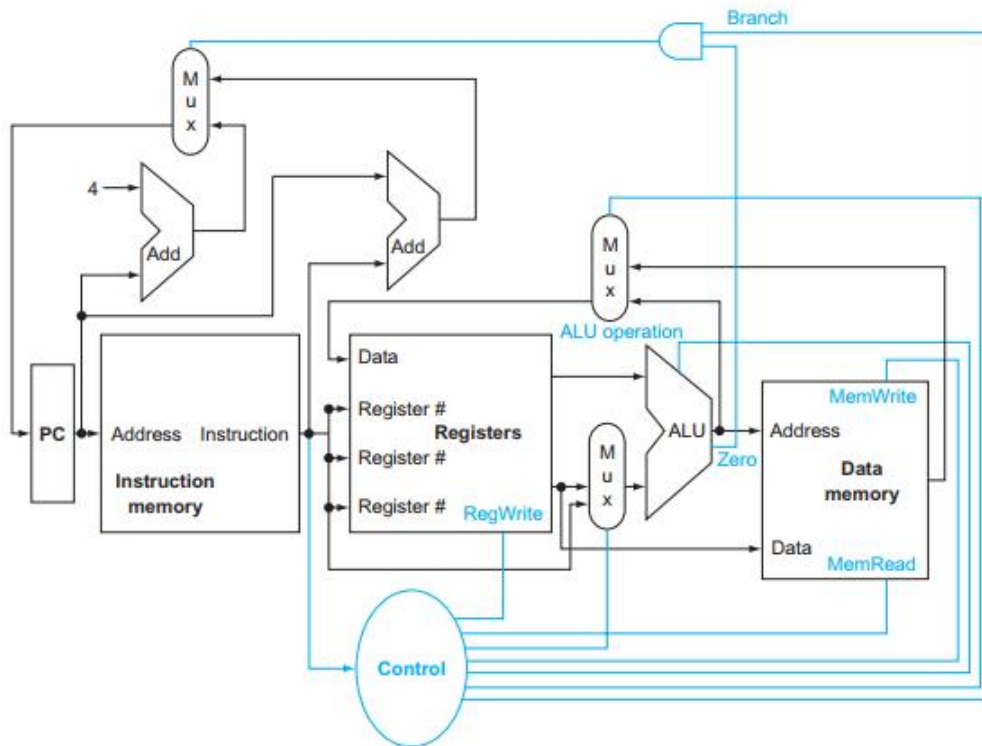 Branch
M
u
x
4
Add
Add
M
u
x
ALU operation
Data
Register #
Register #
Register #
Registers
RegWrite
PC
Address
Instruction
Instruction
memory
M
u
x
ALU
Zero
MemWrite
Address
Data
memory
Data
MemRead
Control